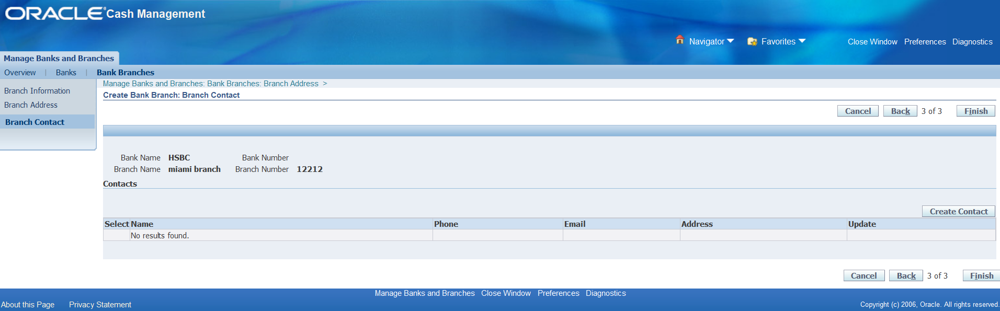 ORACLE® Cash Management
Navigator Favorites Close Window Preferences Diagnostics
Manage Banks and Branches
Overview | Banks | Bank Branches
Manage Banks and Branches: Bank Branches: Branch Address >
Branch Information
Branch Address
Branch Contact
Create Bank Branch: Branch Contact
Cancel Back 3 of 3 Finish
Bank Name HSBC Bank Number
Branch Name miami branch Branch Number 12212
Contacts
Create Contact
Select Name Phone Email Address Update
No results found.
Cancel Back 3 of 3 Finish
Manage Banks and Branches Close Window Preferences Diagnostics
About this Page Privacy Statement Copyright (c) 2006, Oracle. All rights reserved.